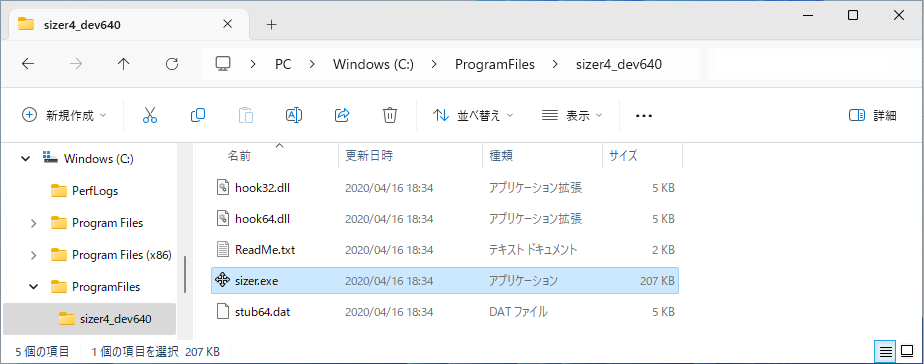 sizer4_dev640
PC > Windows (C:) > ProgramFiles > sizer4_dev640
新規作成 並べ替え 表示 ... 詳細
Windows (C:)
PerfLogs
Program Files
Program Files (x86)
ProgramFiles
sizer4_dev640
名前 更新日時 種類 サイズ
hook32.dll 2020/04/16 18:34 アプリケーション拡張 5 KB
hook64.dll 2020/04/16 18:34 アプリケーション拡張 5 KB
ReadMe.txt 2020/04/16 18:34 テキスト ドキュメント 2 KB
sizer.exe 2020/04/16 18:34 アプリケーション 207 KB
stub64.dat 2020/04/16 18:34 DAT ファイル 5 KB
5 個の項目 1 個の項目を選択 207 KB